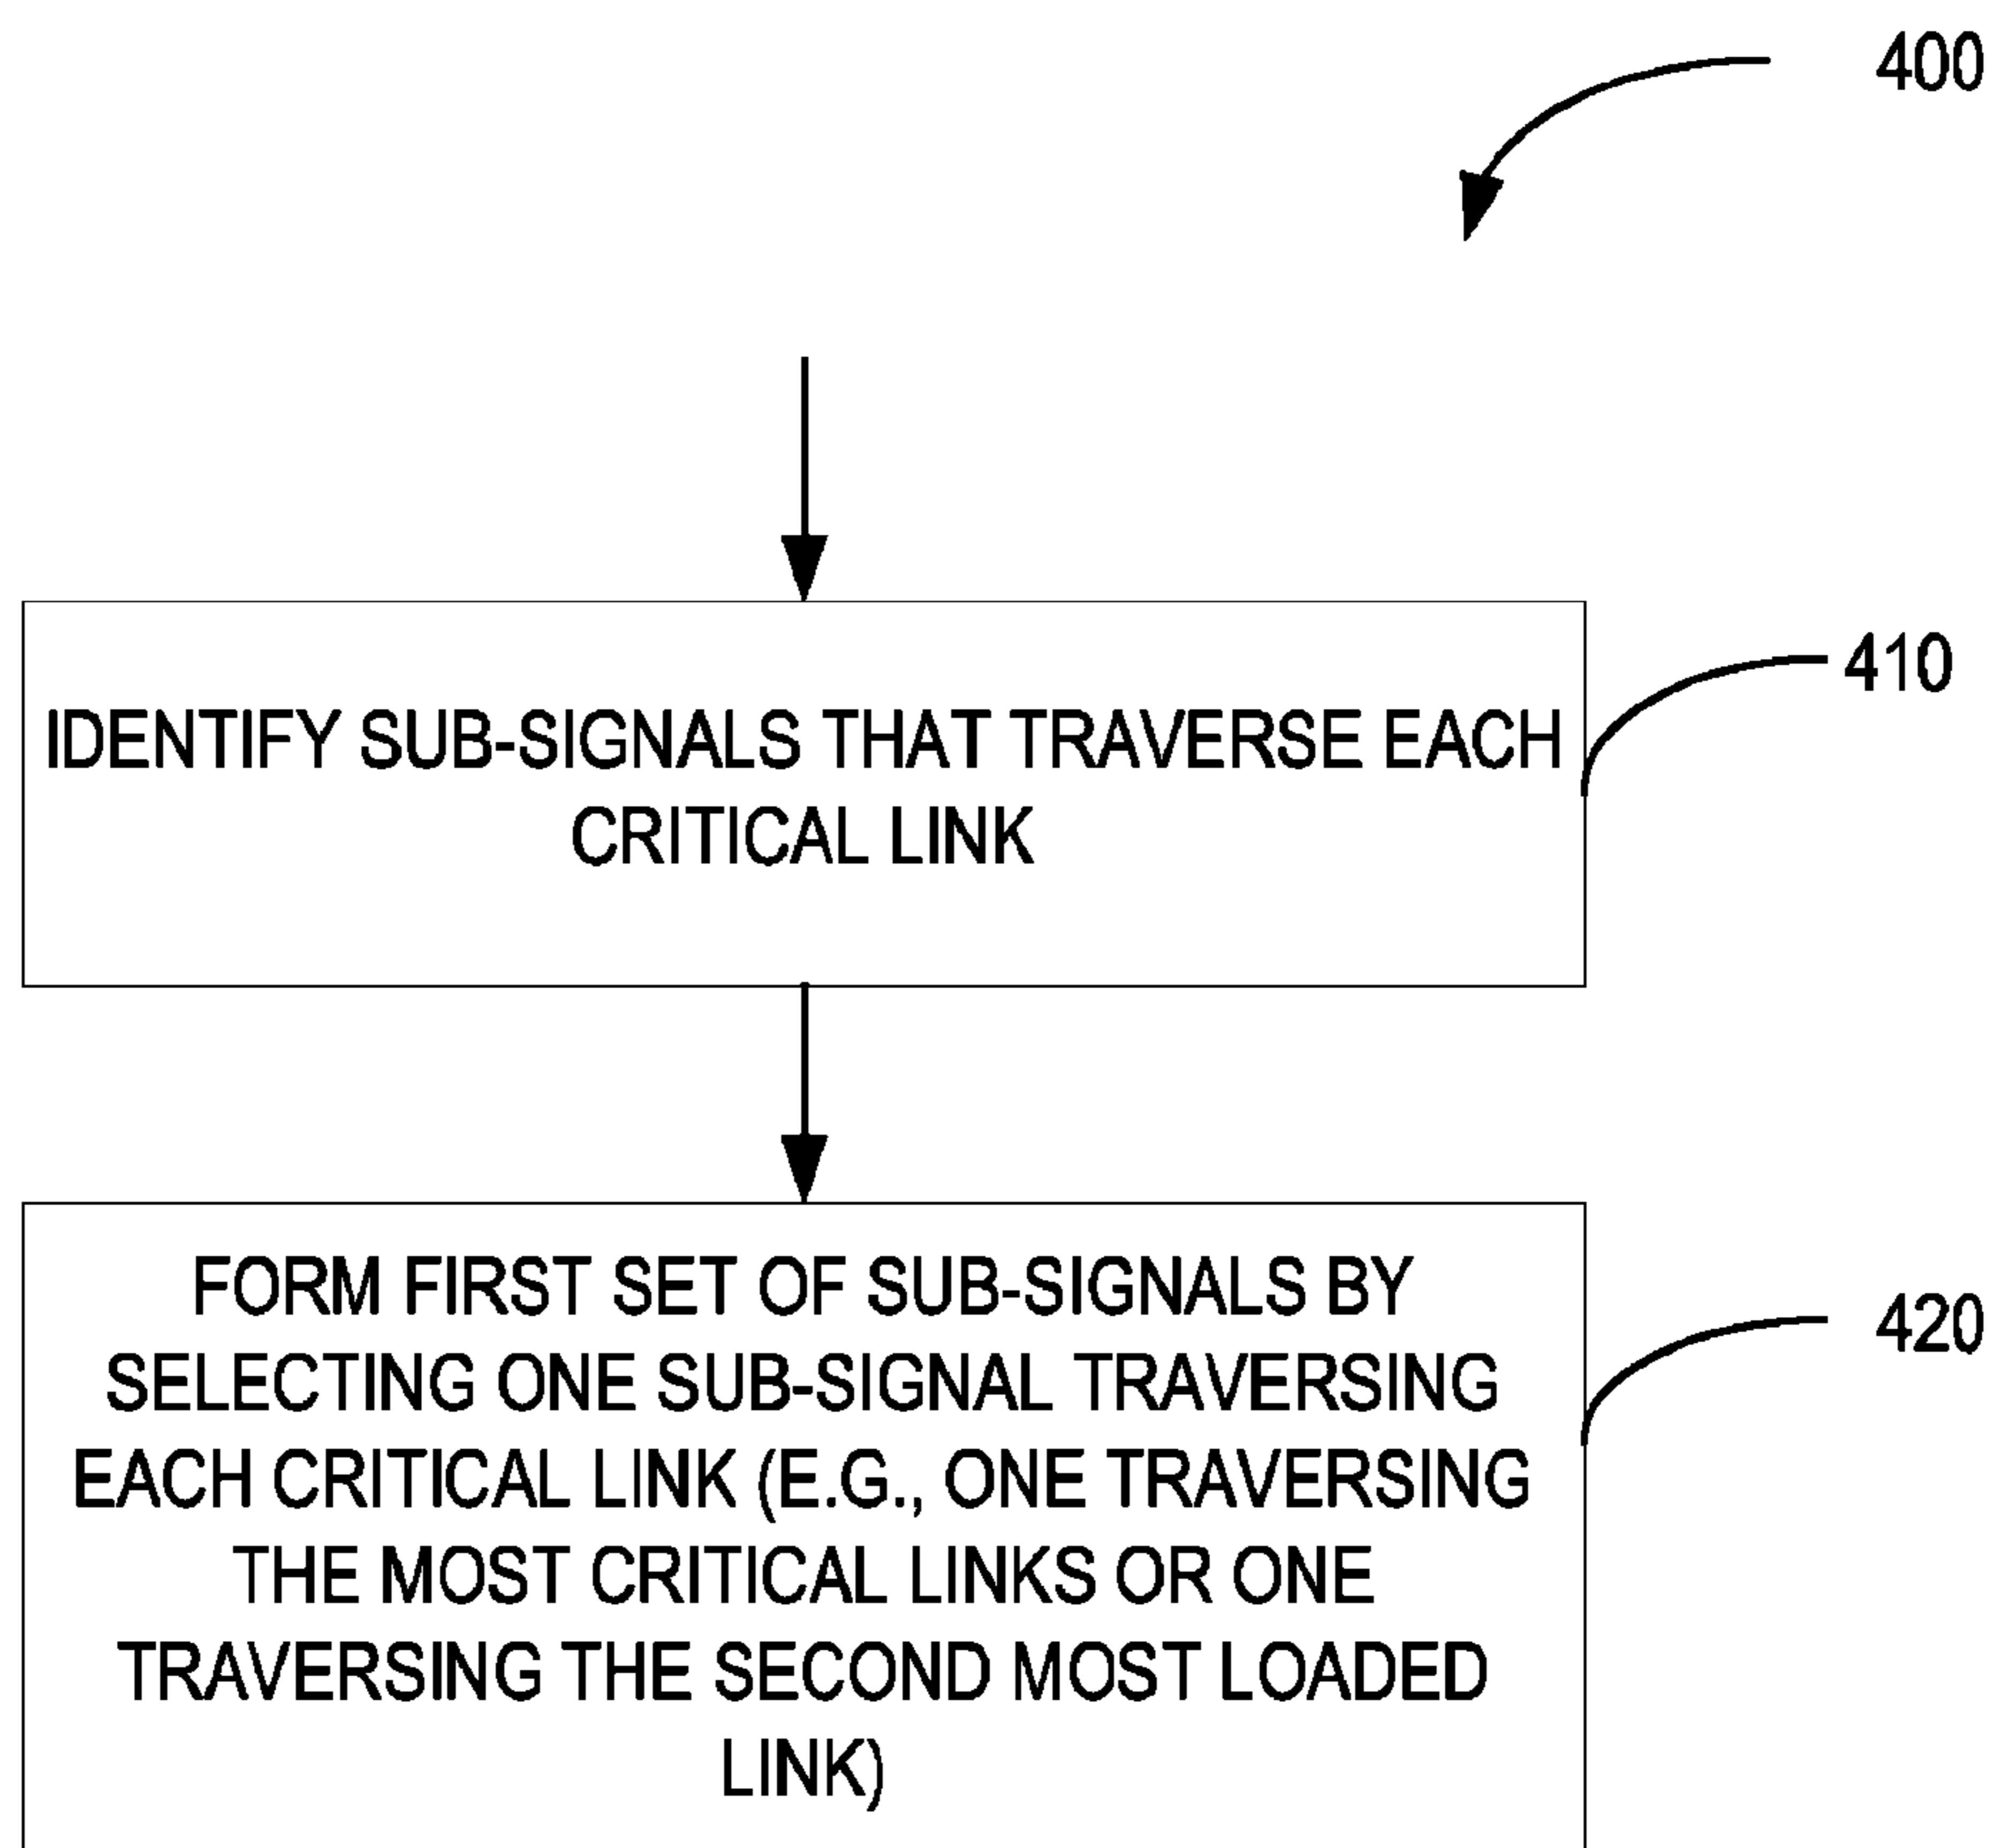 400
IDENTIFY SUB-SIGNALS THAT TRAVERSE EACH
CRITICAL LINK
410
FORM FIRST SET OF SUB-SIGNALS BY
SELECTING ONE SUB-SIGNAL TRAVERSING
EACH CRITICAL LINK (E.G., ONE TRAVERSING
THE MOST CRITICAL LINKS OR ONE
TRAVERSING THE SECOND MOST LOADED
LINK)
420